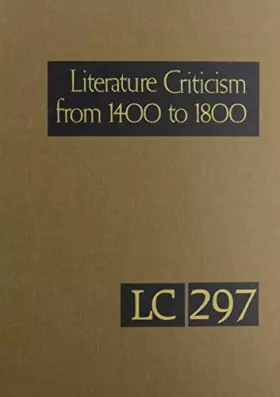 Literature Criticism
from 1400 to 1800
LC 297